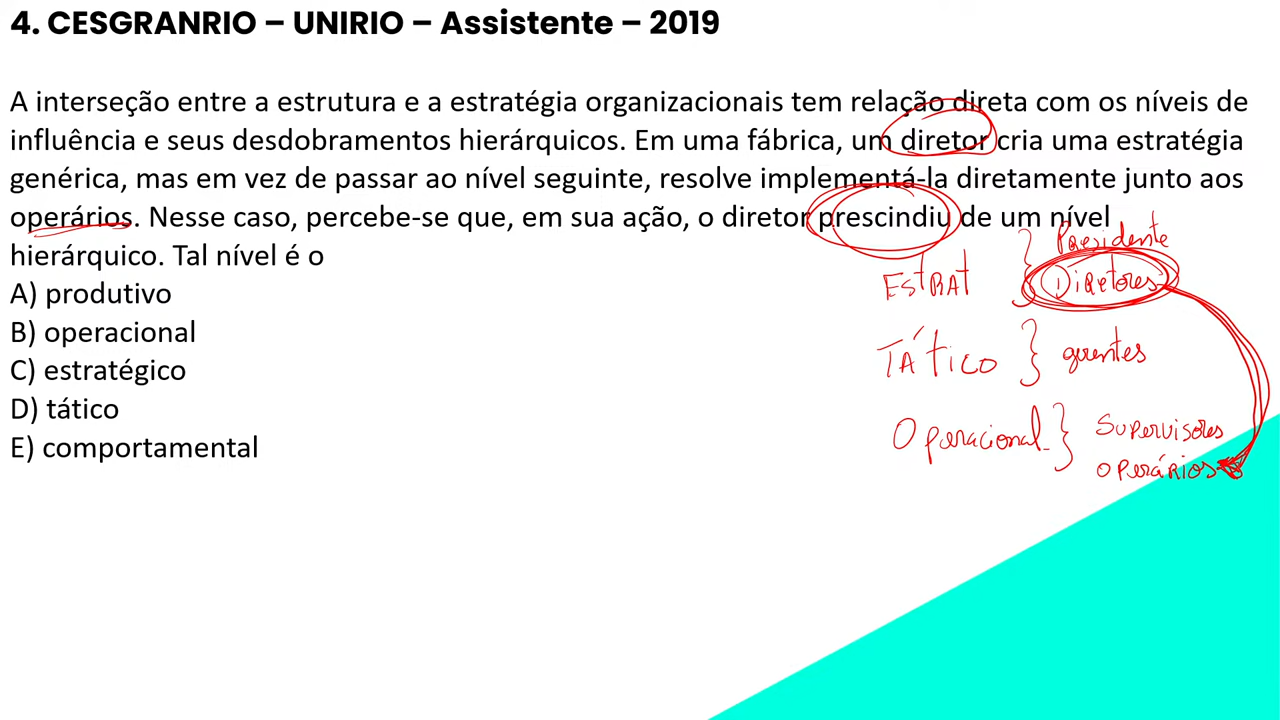 4. CESGRANRIO – UNIRIO – Assistente – 2019
A interseção entre a estrutura e a estratégia organizacionais tem relação direta com os níveis de
influência e seus desdobramentos hierárquicos. Em uma fábrica, um diretor cria uma estratégia
genérica, mas em vez de passar ao nível seguinte, resolve implementá-la diretamente junto aos
operários. Nesse caso, percebe-se que, em sua ação, o diretor prescindiu de um nível
hierárquico. Tal nível é o
A) produtivo
B) operacional
C) estratégico
D) tático
E) comportamental
Presidente
ESTRAT } Diretores
TÁTICO } gerentes
Operacional } Supervisores
operários